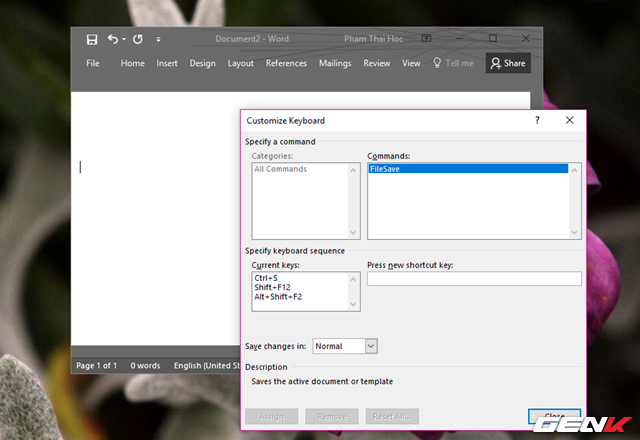 Document2 - Word Pham Thai Hoc
File Home Insert Design Layout References Mailings Review View Tell me Share
Customize Keyboard ?
Specify a command
Categories: Commands:
All Commands FileSave
Specify keyboard sequence
Current keys: Press new shortcut key:
Ctrl+S
Shift+F12
Alt+Shift+F2
Save changes in: Normal
Description
Saves the active document or template
Page 1 of 1 0 words English (United Sta
Assign Remove Reset All... Close
GENK